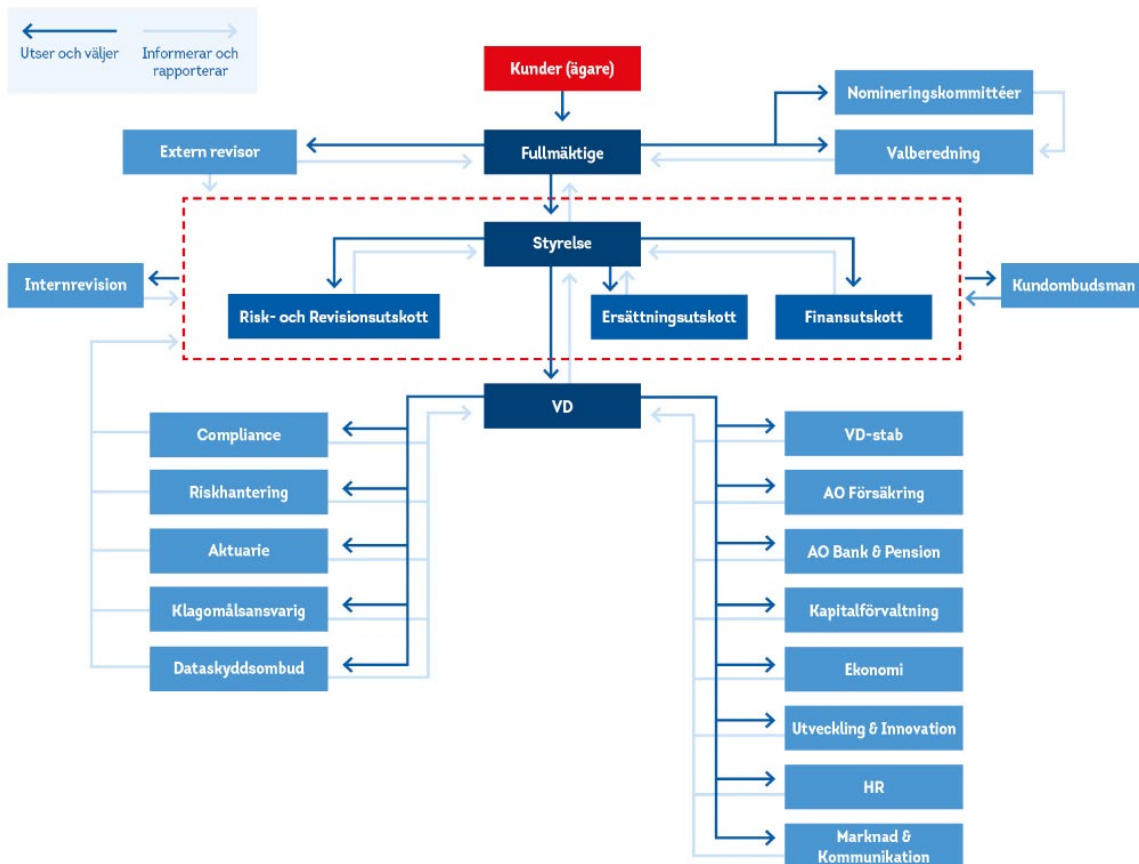 Utser och väljer
Informerar och
rapporterar
Kunder (ägare)
Nomineringskommittéer
Extern revisor
Fullmäktige
Valberedning
Styrelse
Internrevision
Kundombudsman
Risk- och Revisionsutskott
Ersättningsutskott
Finansutskott
VD
Compliance
Riskhantering
Aktuarie
Klagomålsansvarig
Dataskyddsombud
VD-stab
AO Försäkring
AO Bank & Pension
Kapitalförvaltning
Ekonomi
Utveckling & Innovation
HR
Marknad &
Kommunikation